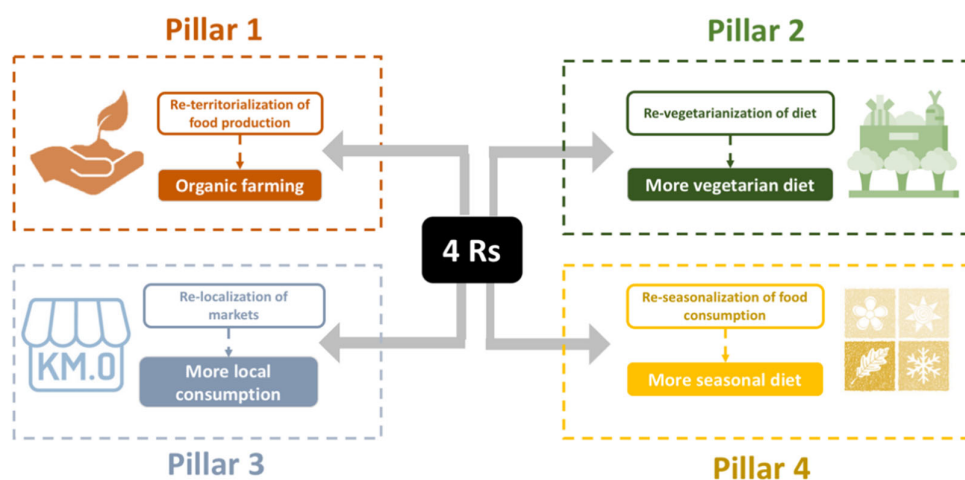 Pillar 1
Re-territorialization of
food production
Organic farming
Pillar 2
Re-vegetarianization of diet
More vegetarian diet
4 Rs
KM.0
Re-localization of
markets
More local
consumption
Pillar 3
Re-seasonalization of food
consumption
More seasonal diet
Pillar 4